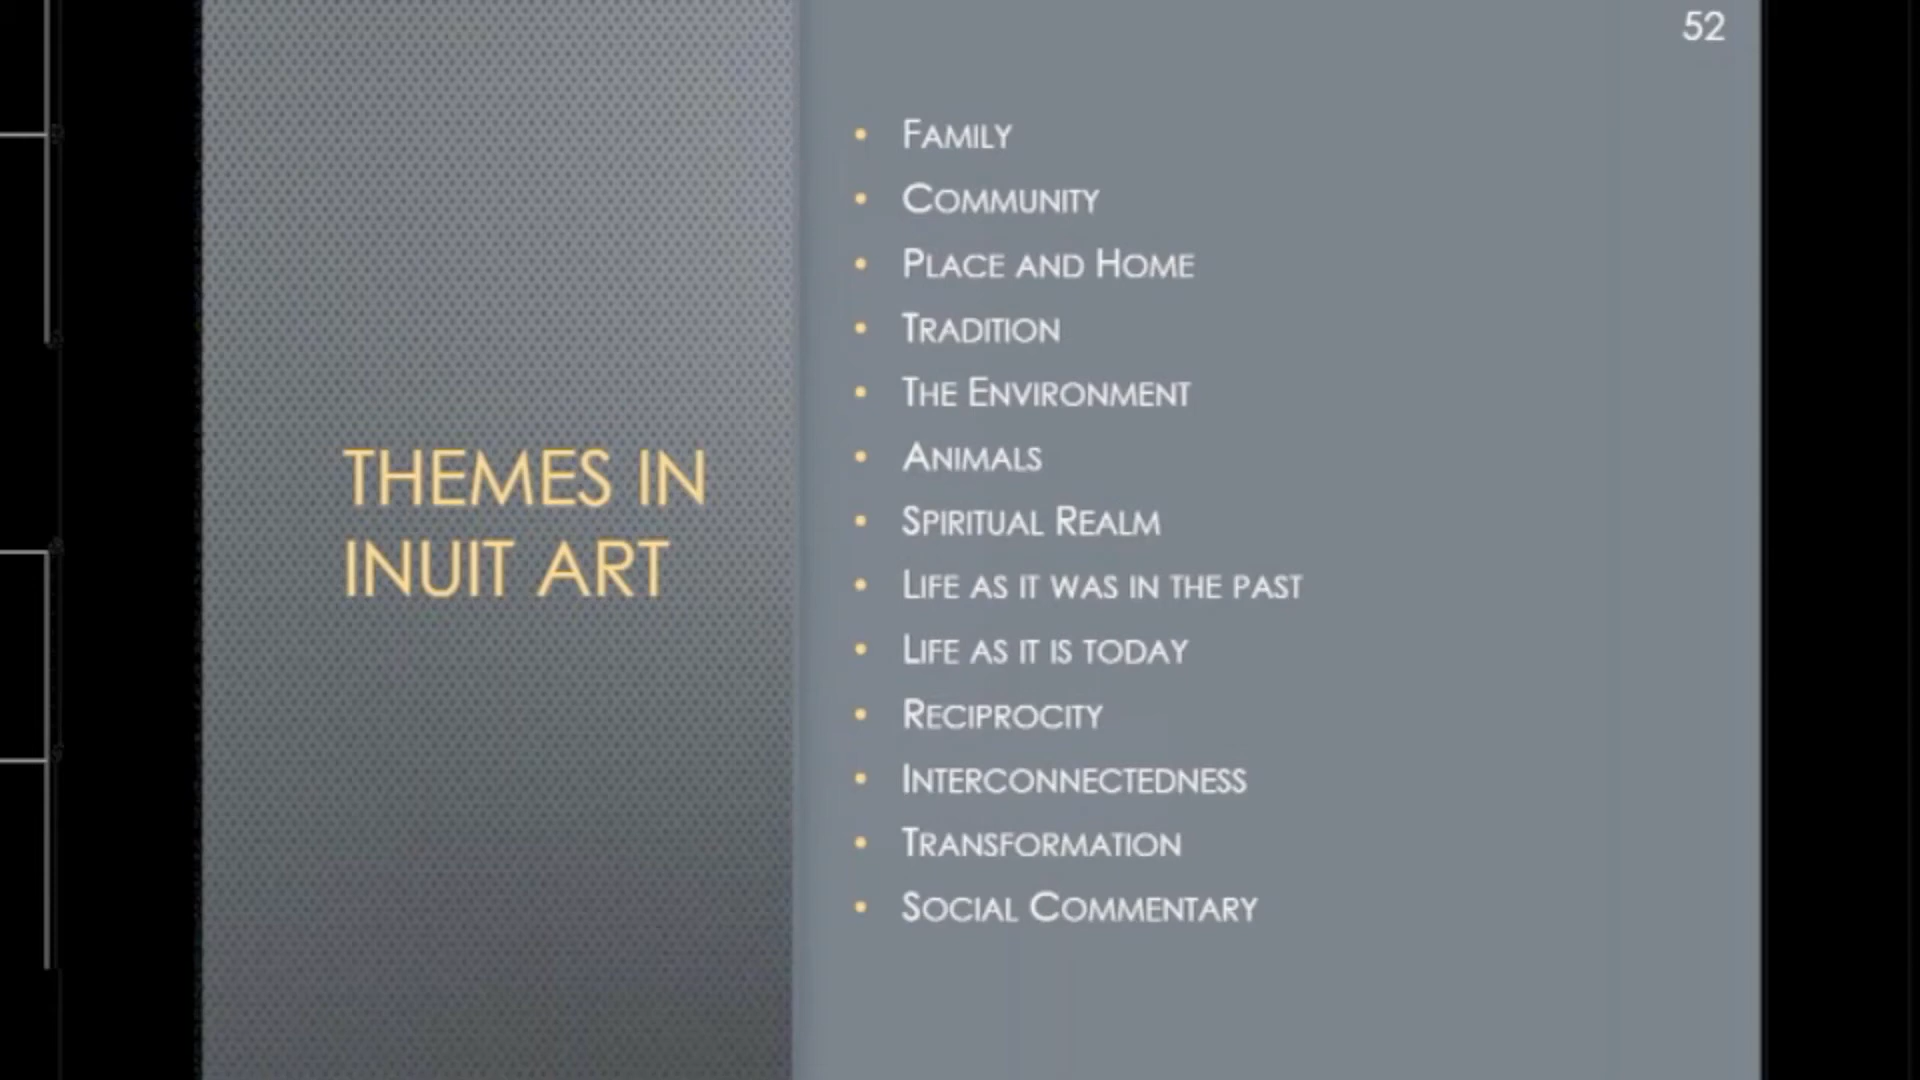 52
THEMES IN
INUIT ART
• FAMILY
• COMMUNITY
• PLACE AND HOME
• TRADITION
• THE ENVIRONMENT
• ANIMALS
• SPIRITUAL REALM
• LIFE AS IT WAS IN THE PAST
• LIFE AS IT IS TODAY
• RECIPROCITY
• INTERCONNECTEDNESS
• TRANSFORMATION
• SOCIAL COMMENTARY